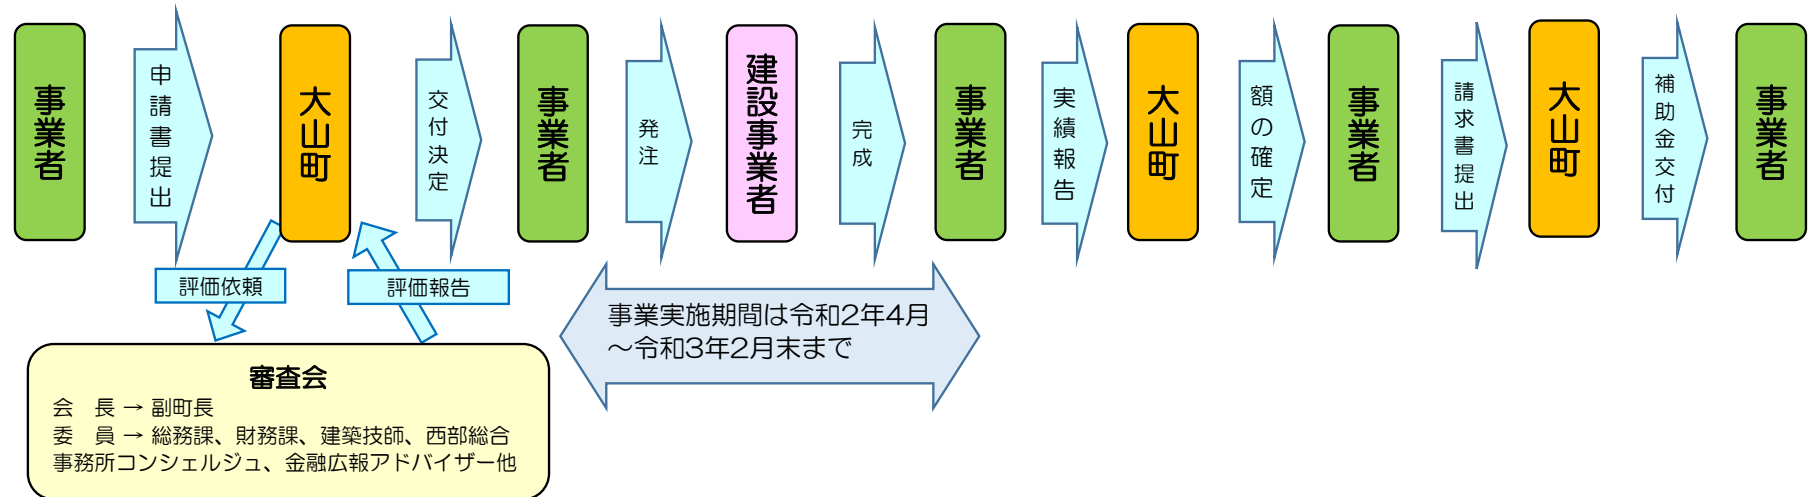 事業者
申請書提出
大山町
交付決定
事業者
発注
建設事業者
完成
事業者
実績報告
大山町
額の確定
事業者
請求書提出
大山町
補助金交付
事業者
評価依頼
評価報告
事業実施期間は令和2年4月
～令和3年2月末まで
審査会
会　長 → 副町長
委　員 → 総務課、財務課、建築技師、西部総合
事務所コンシェルジュ、金融広報アドバイザー他